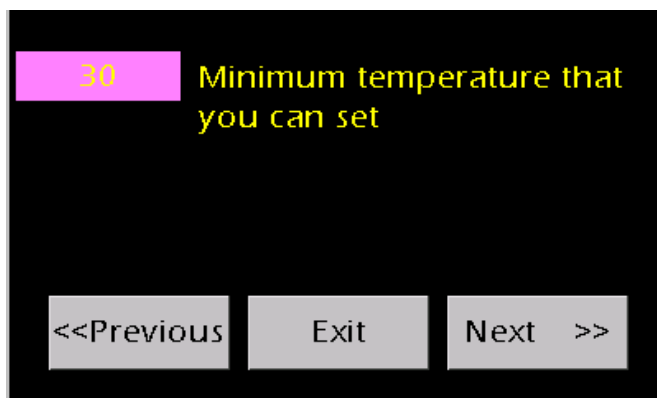 30
Minimum temperature that
you can set
<<Previous
Exit
Next >>